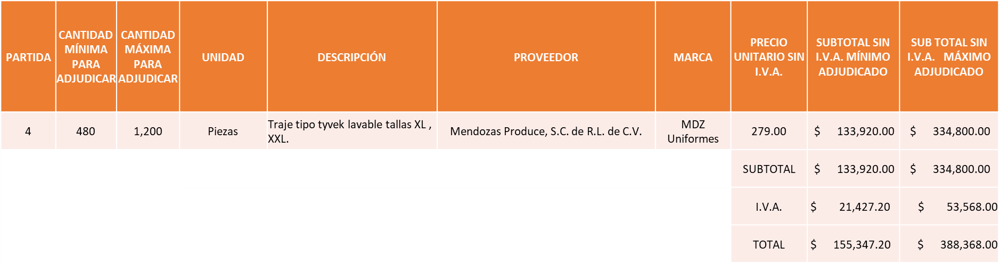 PARTIDA
CANTIDAD
MÍNIMA
PARA
ADJUDICAR
CANTIDAD
MÁXIMA
PARA
ADJUDICAR
UNIDAD
DESCRIPCIÓN
PROVEEDOR
MARCA
PRECIO
UNITARIO SIN
I.V.A.
SUBTOTAL SIN
I.V.A. MÍNIMO
ADJUDICADO
SUB TOTAL SIN
I.V.A. MÁXIMO
ADJUDICADO
4
480
1,200
Piezas
Traje tipo tyvek lavable tallas XL ,
XXL.
Mendozas Produce, S.C. de R.L. de C.V.
MDZ
Uniformes
279.00
$ 133,920.00
$ 334,800.00
SUBTOTAL
$ 133,920.00
$ 334,800.00
I.V.A.
$ 21,427.20
$ 53,568.00
TOTAL
$ 155,347.20
$ 388,368.00